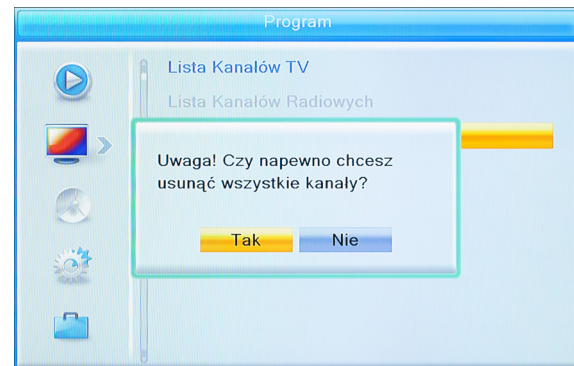 Program
Lista Kanałów TV
Lista Kanałów Radiowych
Uwaga! Czy napewno chcesz
usunąć wszystkie kanały?
Tak
Nie